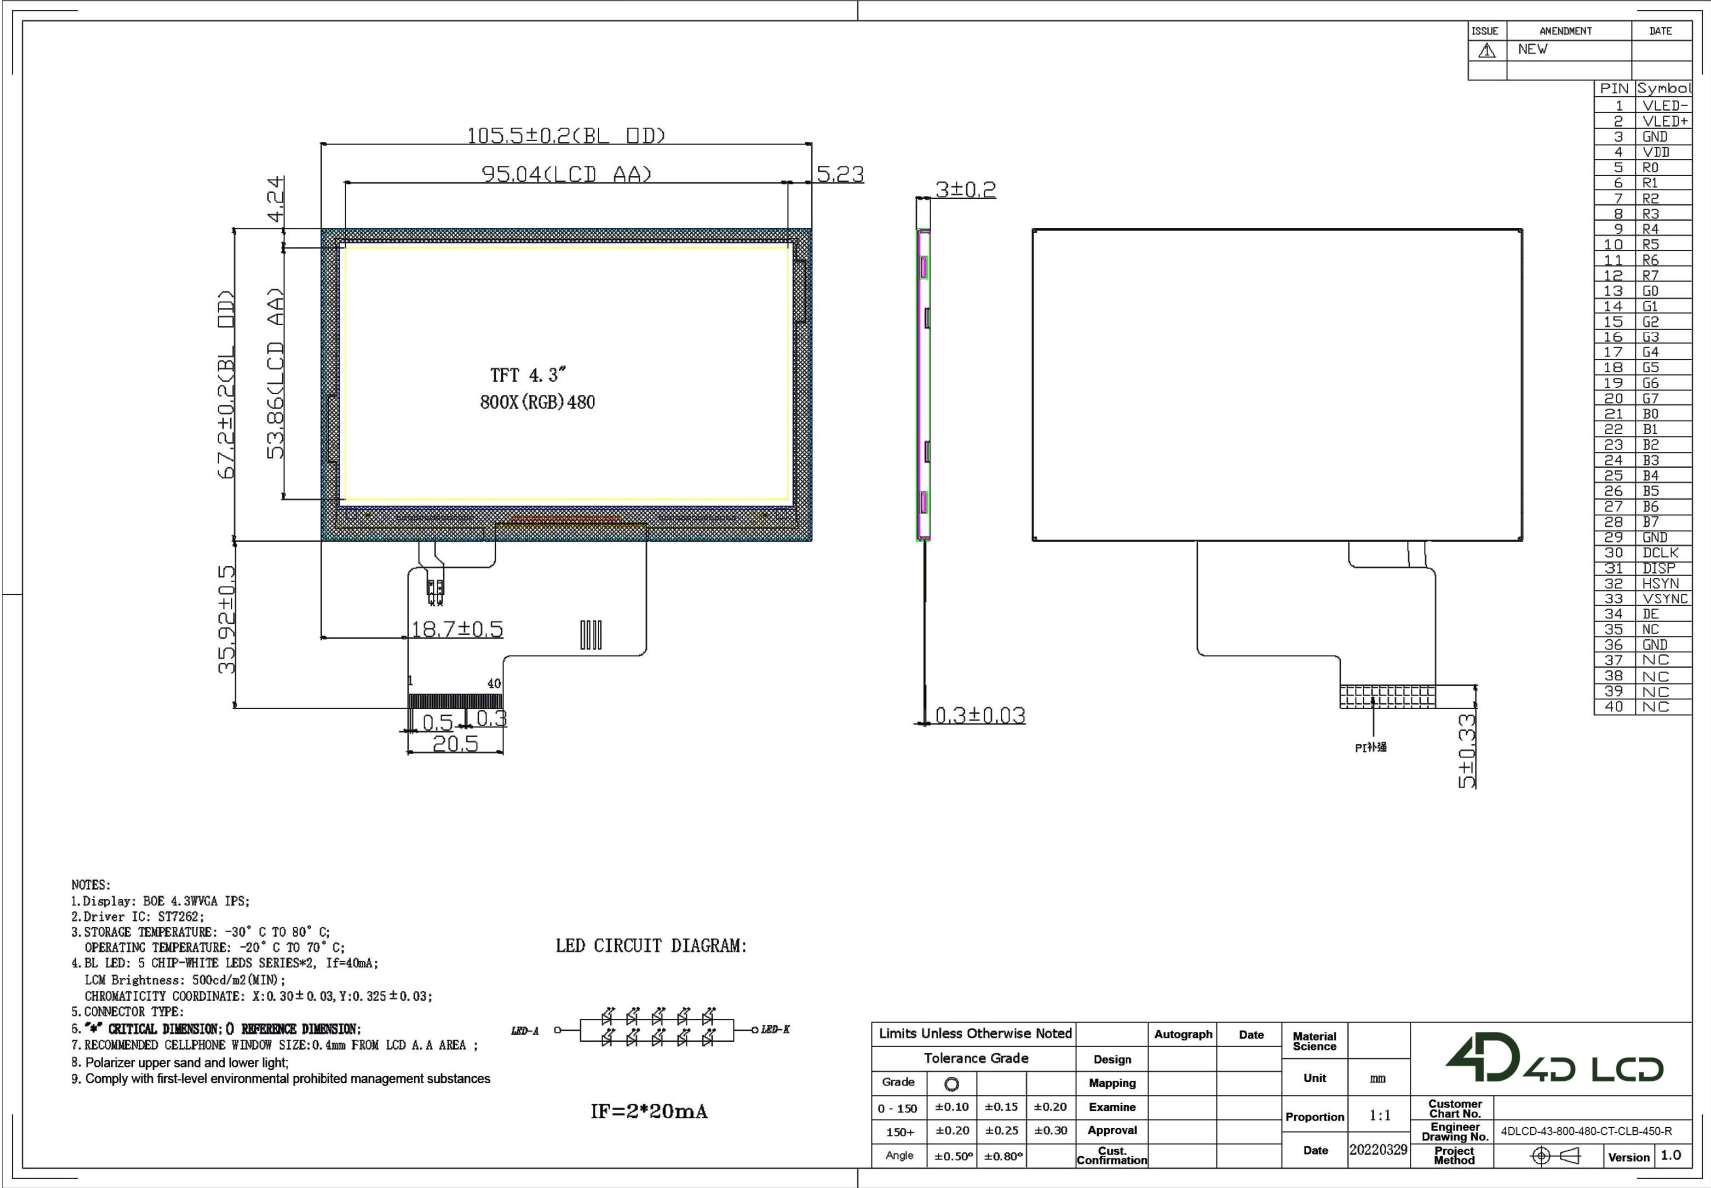 ISSUE AMENDMENT DATE
1 NEW
PIN Symbol
1 VLED-
2 VLED+
3 GND
4 VDD
5 R0
6 R1
7 R2
8 R3
9 R4
10 R5
11 R6
12 R7
13 G0
14 G1
15 G2
16 G3
17 G4
18 G5
19 G6
20 G7
21 B0
22 B1
23 B2
24 B3
25 B4
26 B5
27 B6
28 B7
29 GND
30 DCLK
31 DISP
32 HSYN
33 VSYNC
34 DE
35 NC
36 GND
37 NC
38 NC
39 NC
40 NC
105.5±0.2(BL OD)
95.04(LCD AA)
5.23
4.24
67.2±0.2(BL OD)
53.86(LCD AA)
TFT 4.3″
800X(RGB)480
35.92±0.5
18.7±0.5
1 40
0.5 0.3
20.5
3±0.2
0.3±0.03
PI补强
5±0.33
NOTES:
1.Display: BOE 4.3WVGA IPS;
2.Driver IC: ST7262;
3.STORAGE TEMPERATURE: -30° C TO 80° C;
OPERATING TEMPERATURE: -20° C TO 70° C;
4.BL LED: 5 CHIP-WHITE LEDS SERIES*2, If=40mA;
LCM Brightness: 500cd/m2(MIN);
CHROMATICITY COORDINATE: X:0.30±0.03,Y:0.325±0.03;
5.CONNECTOR TYPE:
6."*" CRITICAL DIMENSION;() REFERENCE DIMENSION;
7.RECOMMENDED CELLPHONE WINDOW SIZE:0.4mm FROM LCD A.A AREA ;
8. Polarizer upper sand and lower light;
9. Comply with first-level environmental prohibited management substances
LED CIRCUIT DIAGRAM:
LED-A LED-K
IF=2*20mA
Limits Unless Otherwise Noted Autograph Date Material Science
Tolerance Grade Design
Grade Mapping Unit mm
0 - 150 ±0.10 ±0.15 ±0.20 Examine Proportion 1:1
150+ ±0.20 ±0.25 ±0.30 Approval
Angle ±0.50° ±0.80° Cust. Confirmation Date 20220329
4D 4D LCD
Customer Chart No.
Engineer Drawing No. 4DLCD-43-800-480-CT-CLB-450-R
Project Method Version 1.0